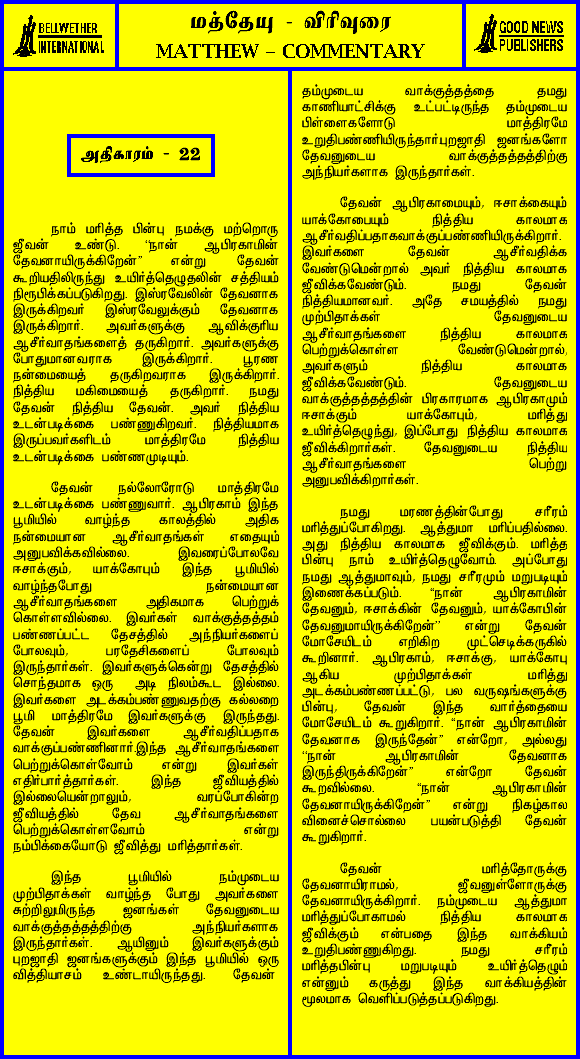 BELLWETHER
INTERNATIONAL
மத்தேயு - விரிவுரை
MATTHEW – COMMENTARY
GOOD NEWS
PUBLISHERS
அதிகாரம் - 22
நாம் மரித்த பின்பு நமக்கு மற்றொரு
ஜீவன் உண்டு. “நான் ஆபிரகாமின்
தேவனாயிருக்கிறேன்” என்று தேவன்
கூறியதிலிருந்து உயிர்த்தெழுதலின் சத்தியம்
நிரூபிக்கப்படுகிறது. இஸ்ரவேலின் தேவனாக
இருக்கிறவர் இஸ்ரவேலுக்கும் தேவனாக
இருக்கிறார். அவர்களுக்கு ஆவிக்குரிய
ஆசீர்வாதங்களைத் தருகிறார். அவர்களுக்கு
போதுமானவராக இருக்கிறார். பூரண
நன்மையைத் தருகிறவராக இருக்கிறார்.
நித்திய மகிமையைத் தருகிறார். நமது
தேவன் நித்திய தேவன். அவர் நித்திய
உடன்படிக்கை பண்ணுகிறவர். நித்தியமாக
இருப்பவர்களிடம் மாத்திரமே நித்திய
உடன்படிக்கை பண்ணமுடியும்.
தேவன் நல்லோரோடு மாத்திரமே
உடன்படிக்கை பண்ணுவார். ஆபிரகாம் இந்த
பூமியில் வாழ்ந்த காலத்தில் அதிக
நன்மையான ஆசீர்வாதங்கள் எதையும்
அனுபவிக்கவில்லை. இவரைப்போலவே
ஈசாக்கும், யாக்கோபும் இந்த பூமியில்
வாழ்ந்தபோது நன்மையான
ஆசீர்வாதங்களை அதிகமாக பெற்றுக்
கொள்ளவில்லை. இவர்கள் வாக்குத்தத்தம்
பண்ணப்பட்ட தேசத்தில் அந்நியர்களைப்
போலவும், பரதேசிகளைப் போலவும்
இருந்தார்கள். இவர்களுக்கென்று தேசத்தில்
சொந்தமாக ஒரு அடி நிலம்கூட இல்லை.
இவர்களை அடக்கம்பண்ணுவதற்கு கல்லறை
பூமி மாத்திரமே இவர்களுக்கு இருந்தது.
தேவன் இவர்களை ஆசீர்வதிப்பதாக
வாக்குப்பண்ணினார்.இந்த ஆசீர்வாதங்களை
பெற்றுக்கொள்வோம் என்று இவர்கள்
எதிர்பார்த்தார்கள். இந்த ஜீவியத்தில்
இல்லையென்றாலும், வரப்போகின்ற
ஜீவியத்தில் தேவ ஆசீர்வாதங்களை
பெற்றுக்கொள்ளவோம் என்று
நம்பிக்கையோடு ஜீவித்து மரித்தார்கள்.
இந்த பூமியில் நம்முடைய
முற்பிதாக்கள் வாழ்ந்த போது அவர்களை
சுற்றிலுமிருந்த ஜனங்கள் தேவனுடைய
வாக்குத்தத்தத்திற்கு அந்நியர்களாக
இருந்தார்கள். ஆயினும் இவர்களுக்கும்
புறஜாதி ஜனங்களுக்கும் இந்த பூமியில் ஒரு
வித்தியாசம் உண்டாயிருந்தது. தேவன்
தம்முடைய வாக்குத்தத்தை தமது
காணியாட்சிக்கு உட்பட்டிருந்த தம்முடைய
பிள்ளைகளோடு மாத்திரமே
உறுதிபண்ணியிருந்தார்.புறஜாதி ஜனங்களோ
தேவனுடைய வாக்குத்தத்தத்திற்கு
அந்நியர்களாக இருந்தார்கள்.
தேவன் ஆபிரகாமையும், ஈசாக்கையும்
யாக்கோபையும் நித்திய காலமாக
ஆசீர்வதிப்பதாகவாக்குப்பண்ணியிருக்கிறார்.
இவர்களை தேவன் ஆசீர்வதிக்க
வேண்டுமென்றால் அவர் நித்திய காலமாக
ஜீவிக்கவேண்டும். நமது தேவன்
நித்தியமானவர். அதே சமயத்தில் நமது
முற்பிதாக்கள் தேவனுடைய
ஆசீர்வாதங்களை நித்திய காலமாக
பெற்றுக்கொள்ள வேண்டுமென்றால்,
அவர்களும் நித்திய காலமாக
ஜீவிக்கவேண்டும். தேவனுடைய
வாக்குத்தத்தத்தின் பிரகாரமாக ஆபிரகாமும்
ஈசாக்கும் யாக்கோபும், மரித்து
உயிர்த்தெழுந்து, இப்போது நித்திய காலமாக
ஜீவிக்கிறார்கள். தேவனுடைய நித்திய
ஆசீர்வாதங்களை பெற்று
அனுபவிக்கிறார்கள்.
நமது மரணத்தின்போது சரீரம்
மரித்துப்போகிறது. ஆத்துமா மரிப்பதில்லை.
அது நித்திய காலமாக ஜீவிக்கும். மரித்த
பின்பு நாம் உயிர்த்தெழுவோம். அப்போது
நமது ஆத்துமாவும், நமது சரீரமும் மறுபடியும்
இணைக்கப்படும். “நான் ஆபிரகாமின்
தேவனும், ஈசாக்கின் தேவனும், யாக்கோபின்
தேவனுமாயிருக்கிறேன்” என்று தேவன்
மோசேயிடம் எறிகிற முட்செடிக்கருகில்
கூறினார். ஆபிரகாம், ஈசாக்கு, யாக்கோபு
ஆகிய முற்பிதாக்கள் மரித்து
அடக்கம்பண்ணப்பட்டு, பல வருஷங்களுக்கு
பின்பு, தேவன் இந்த வார்த்தையை
மோசேயிடம் கூறுகிறார். “நான் ஆபிரகாமின்
தேவனாக இருந்தேன்” என்றோ, அல்லது
“நான் ஆபிரகாமின் தேவனாக
இருந்திருக்கிறேன்” என்றோ தேவன்
கூறவில்லை. “நான் ஆபிரகாமின்
தேவனாயிருக்கிறேன்” என்று நிகழ்கால
வினைச்சொல்லை பயன்படுத்தி தேவன்
கூறுகிறார்.
தேவன் மரித்தோருக்கு
தேவனாயிராமல், ஜீவனுள்ளோருக்கு
தேவனாயிருக்கிறார். நம்முடைய ஆத்துமா
மரித்துப்போகாமல் நித்திய காலமாக
ஜீவிக்கும் என்பதை இந்த வாக்கியம்
உறுதிபண்ணுகிறது. நமது சரீரம்
மரித்தபின்பு மறுபடியும் உயிர்த்தெழும்
என்னும் கருத்து இந்த வாக்கியத்தின்
மூலமாக வெளிப்படுத்தப்படுகிறது.